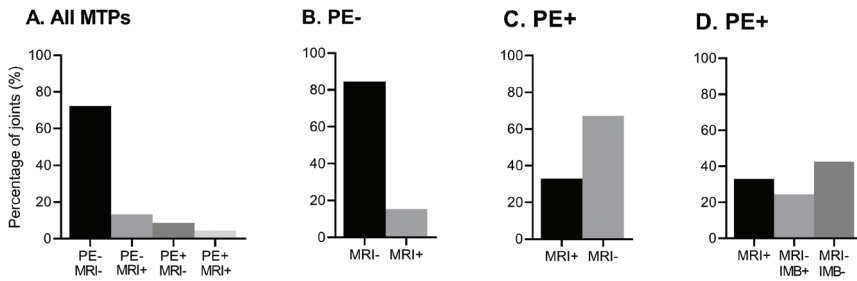 A. All MTPs
Percentage of joints (%)
100
80
60
40
20
0
PE- PE- PE+ PE+
MRI- MRI+ MRI- MRI+
B. PE-
100
80
60
40
20
0
MRI- MRI+
C. PE+
100
80
60
40
20
0
MRI+ MRI-
D. PE+
100
80
60
40
20
0
MRI+ MRI- MRI-
IMB+ IMB-